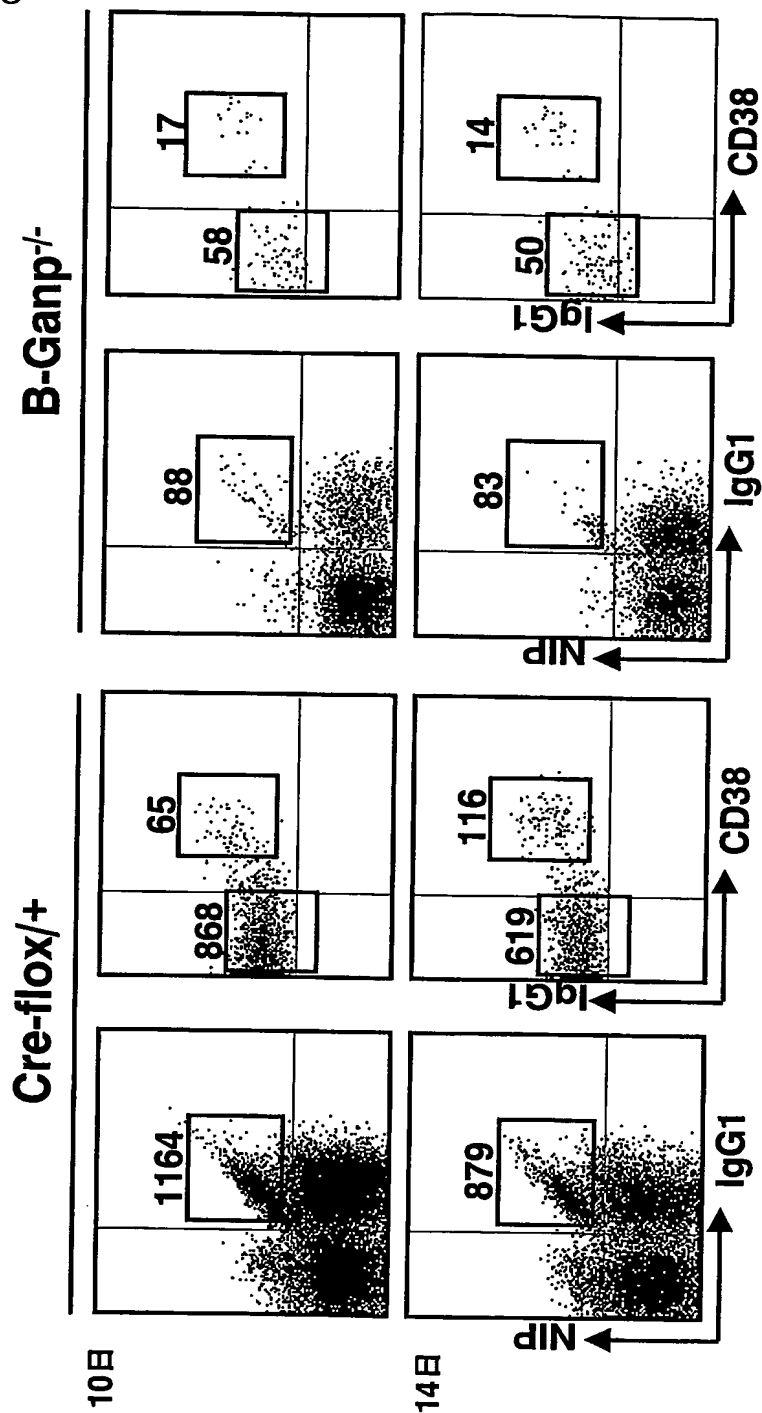 Cre-flox/+
B-Ganp-/-
10日
1164
868
65
88
58
17
14日
879
619
116
83
50
14
NIP
IgG1
IgG1
CD38
NIP
IgG1
IgG1
CD38